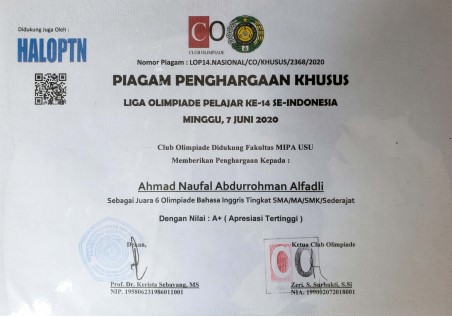 Didukung Juga Oleh :
HALOPTN
CO
CLUB OLIMPIADE
Nomor Piagam : LOP14.NASIONAL/CO/KHUSUS/2368/2020
PIAGAM PENGHARGAAN KHUSUS
LIGA OLIMPIADE PELAJAR KE-14 SE-INDONESIA
MINGGU, 7 JUNI 2020
Club Olimpiade Didukung Fakultas MIPA USU
Memberikan Penghargaan Kepada :
Ahmad Naufal Abdurrohman Alfadli
Sebagai Juara 6 Olimpiade Bahasa Inggris Tingkat SMA/MA/SMK/Sederajat
Dengan Nilai : A+ ( Apresiasi Tertinggi )
Dekan,
Ketua Club Olimpiade
Prof. Dr. Kerista Sebayang, MS
NIP. 195806231986011001
Zeri. S. Surbakti, S.Si
NIA. 199002072018001